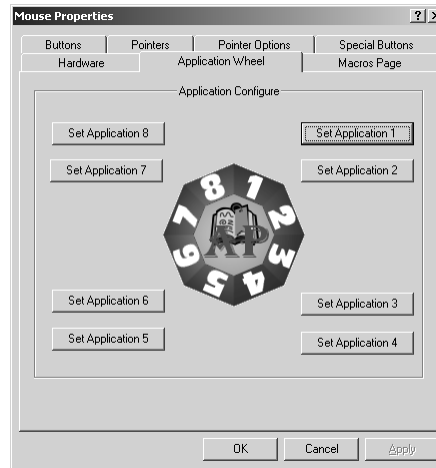 Mouse Properties
Buttons Pointers Pointer Options Special Buttons
Hardware Application Wheel Macros Page
Application Configure
Set Application 8 Set Application 1
Set Application 7 Set Application 2
8 1
7 2
AP
6 3
5 4
Set Application 6 Set Application 3
Set Application 5 Set Application 4
OK Cancel Apply